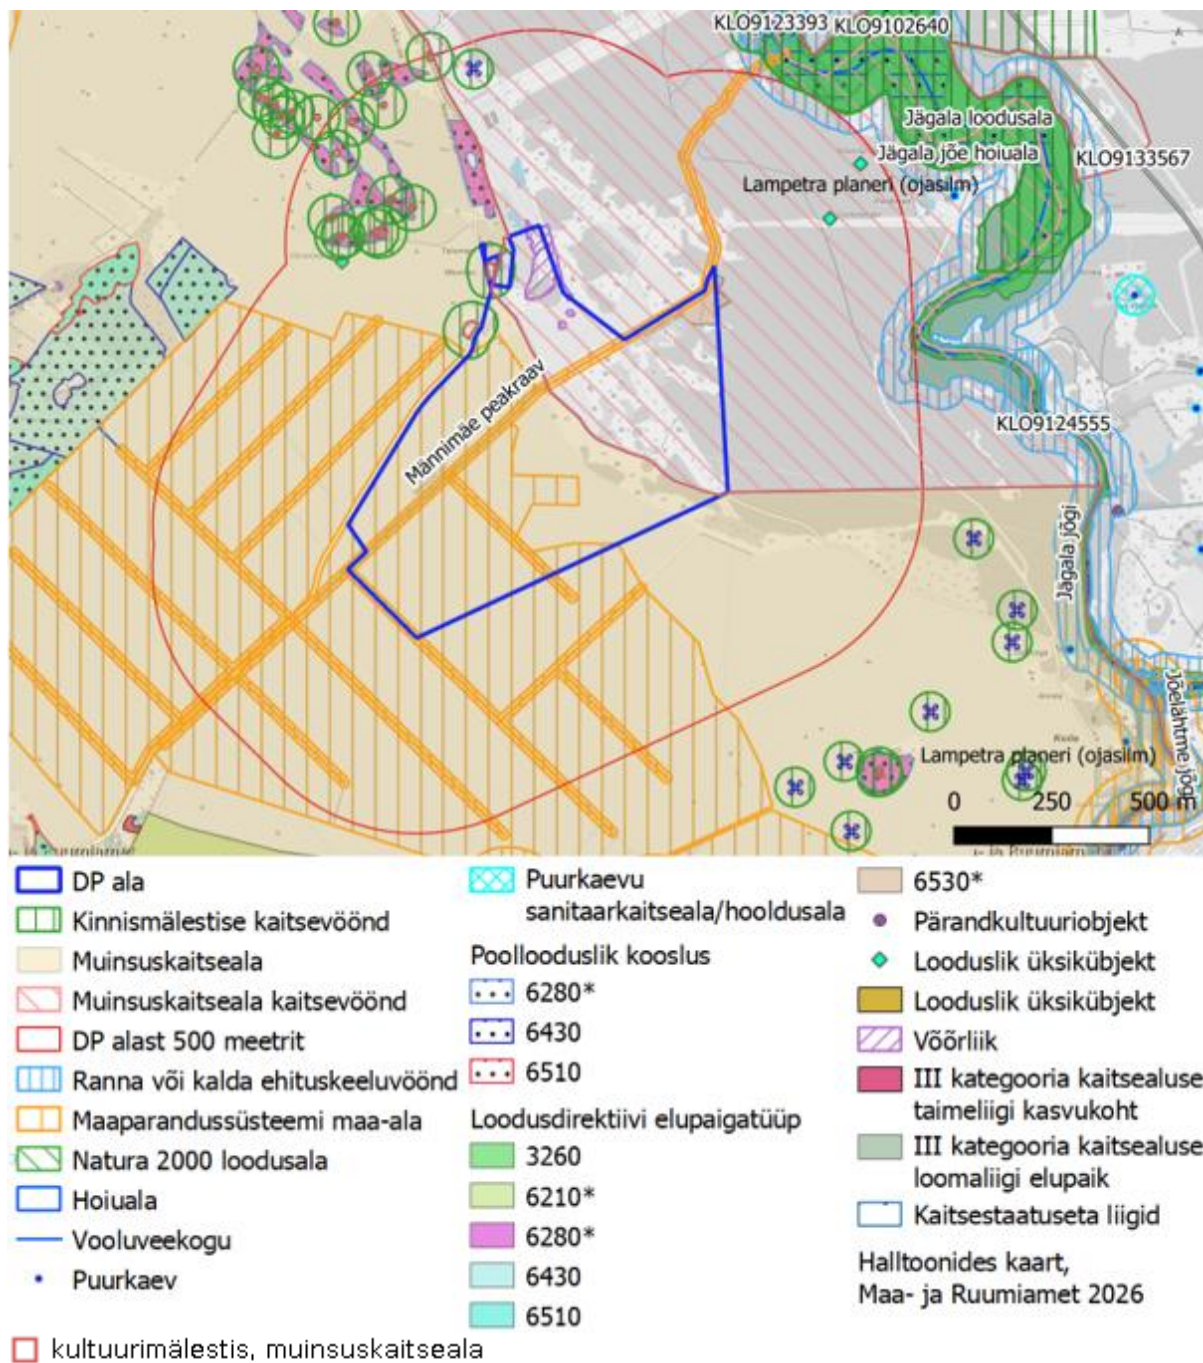 KLO9123393
KLO9102640
Jägala loodusala
Jägala jõe hoiuala
KLO9133567
Lampetra planeri (ojasilm)
Männimäe peakraav
KLO9124555
Jägala jõgi
Jõelähtme jõgi
Lampetra planeri (ojasilm)
0 250 500 m
DP ala
Kinnismälestise kaitsevöönd
Muinsuskaitseala
Muinsuskaitseala kaitsevöönd
DP alast 500 meetrit
Ranna või kalda ehituskeeluvöönd
Maaparandussüsteemi maa-ala
Natura 2000 loodusala
Hoiuala
Vooluveekogu
Puurkaev
kultuurimälestis, muinsuskaitseala
Puurkaevu
sanitaarkaitseala/hooldusala
Poollooduslik kooslus
6280*
6430
6510
Loodusdirektiivi elupaigatüüp
3260
6210*
6280*
6430
6510
6530*
Pärandkultuuriobjekt
Looduslik üksikübjekt
Looduslik üksikübjekt
Võõrliik
III kategooria kaitsealuse
taimeliigi kasvukoht
III kategooria kaitsealuse
loomaliigi elupaik
Kaitsestaatuseta liigid
Halltoonides kaart,
Maa- ja Ruumiamet 2026